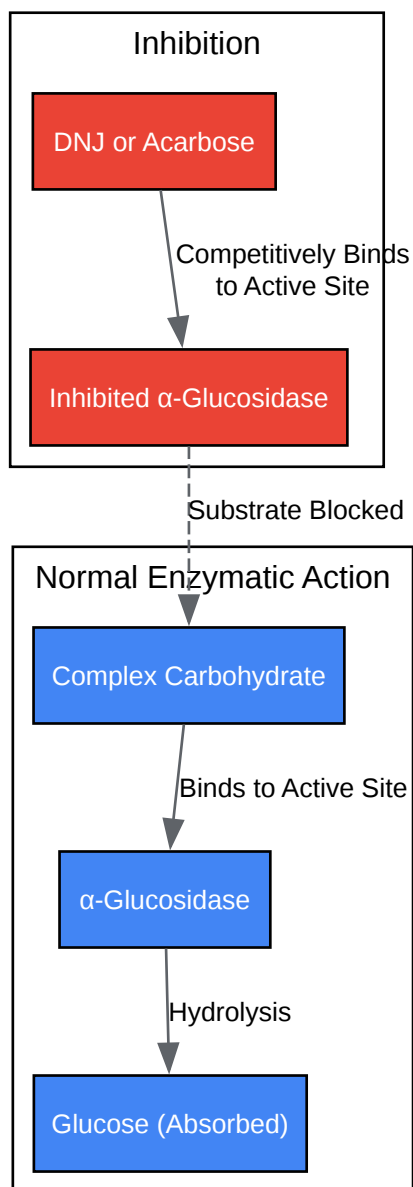 Inhibition
DNJ or Acarbose
Competitively Binds
to Active Site
Inhibited α-Glucosidase
Substrate Blocked
Normal Enzymatic Action
Complex Carbohydrate
Binds to Active Site
α-Glucosidase
Hydrolysis
Glucose (Absorbed)